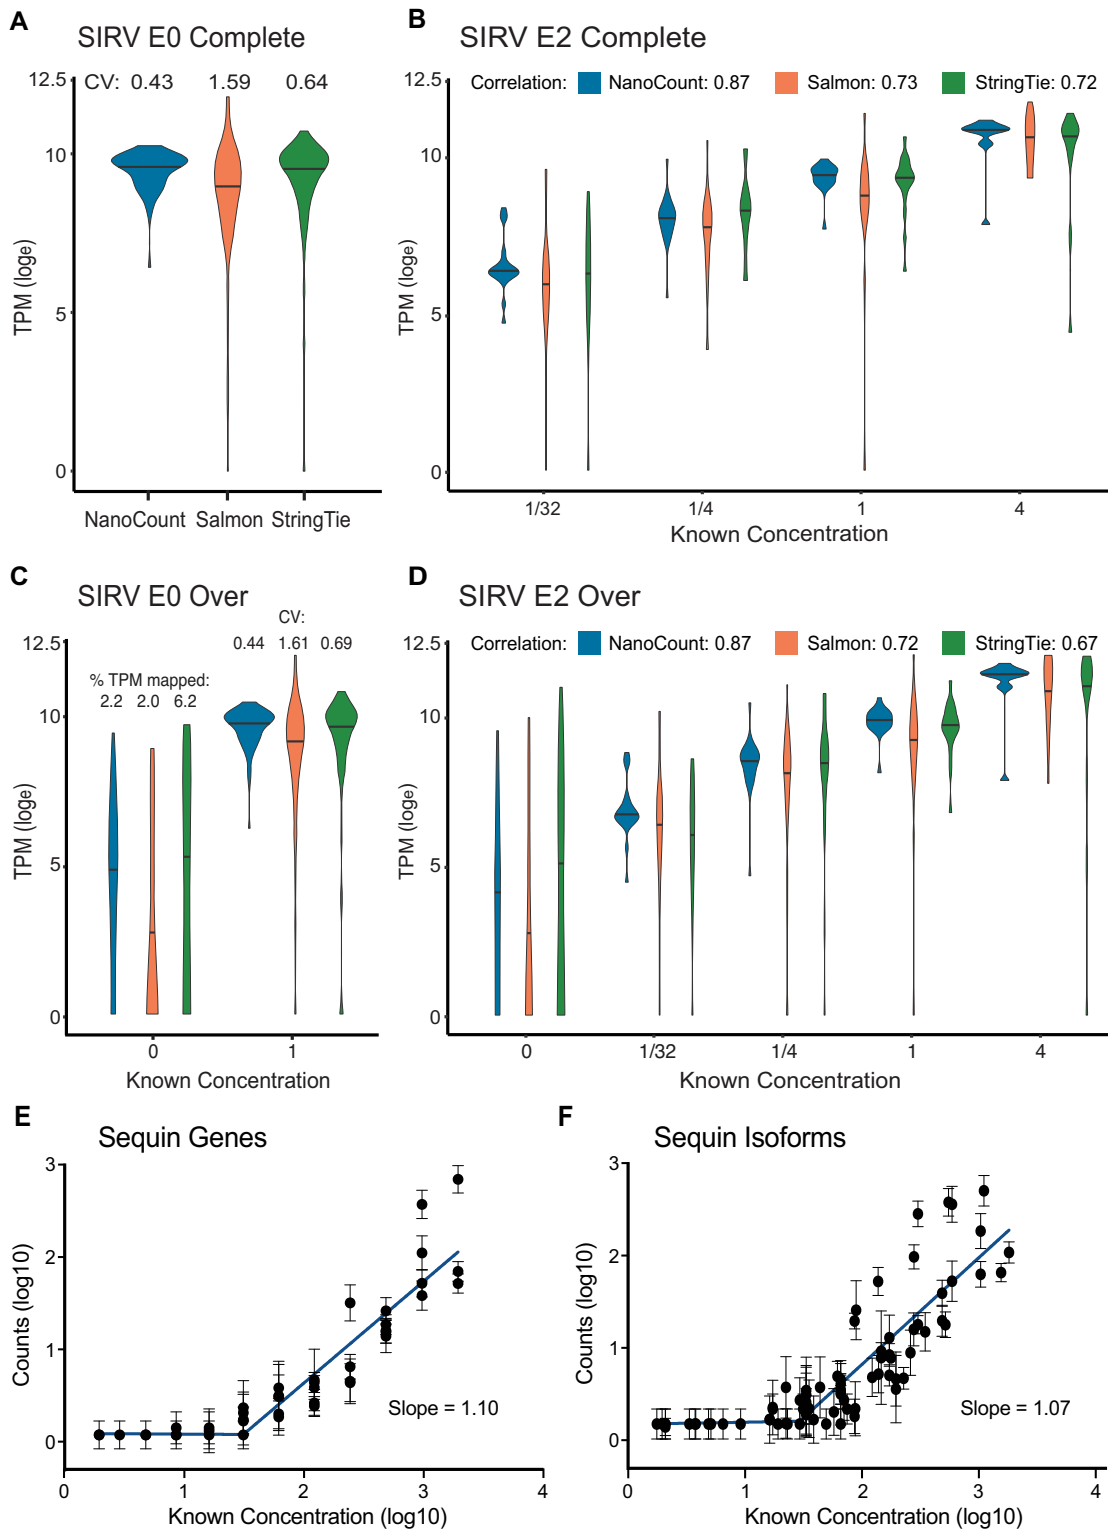 A
SIRV E0 Complete
CV: 0.43 1.59 0.64
12.5
10
5
0
TPM (loge)
NanoCount Salmon StringTie
B
SIRV E2 Complete
12.5
Correlation: NanoCount: 0.87 Salmon: 0.73 StringTie: 0.72
10
5
0
TPM (loge)
1/32 1/4 1 4
Known Concentration
C
SIRV E0 Over
CV:
0.44 1.61 0.69
% TPM mapped:
2.2 2.0 6.2
12.5
10
5
0
TPM (loge)
0 1
Known Concentration
D
SIRV E2 Over
12.5
Correlation: NanoCount: 0.87 Salmon: 0.72 StringTie: 0.67
10
5
0
TPM (loge)
0 1/32 1/4 1 4
Known Concentration
E
Sequin Genes
3
2
1
0
Counts (log10)
Slope = 1.10
0 1 2 3 4
Known Concentration (log10)
F
Sequin Isoforms
3
2
1
0
Counts (log10)
Slope = 1.07
0 1 2 3 4
Known Concentration (log10)